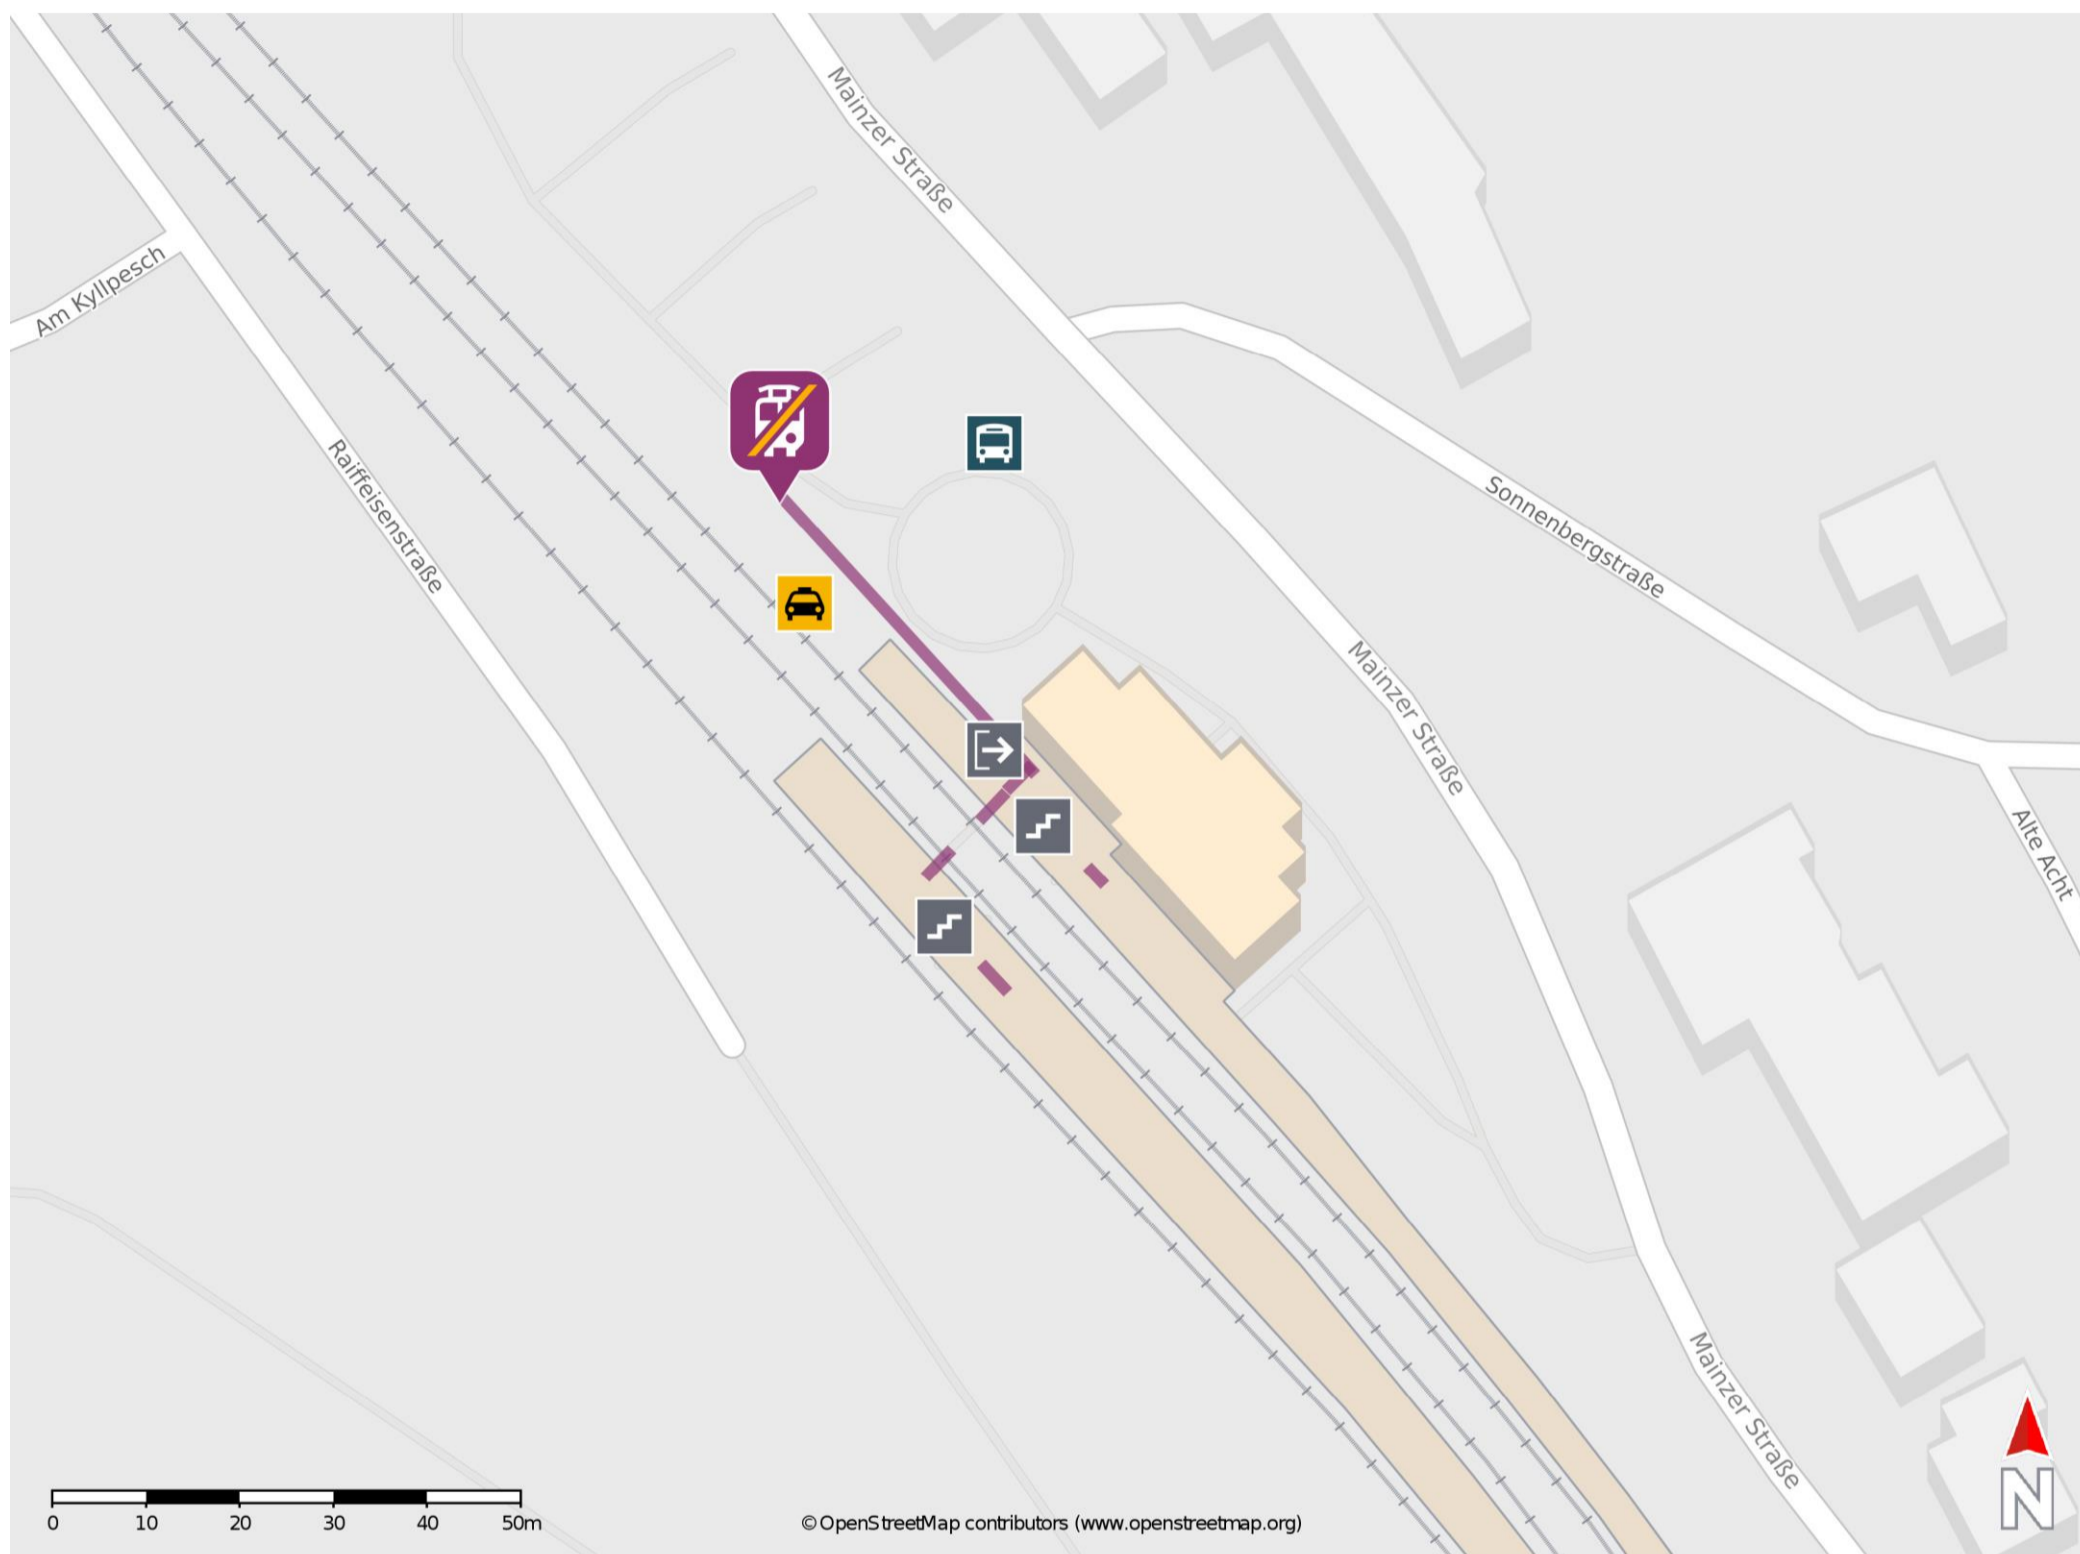 Mainzer Straße
Am Kyllpesch
Raiffeisenstraße
Sonnenbergstraße
Mainzer Straße
Alte Acht
Mainzer Straße
N
0 10 20 30 40 50m
© OpenStreetMap contributors (www.openstreetmap.org)